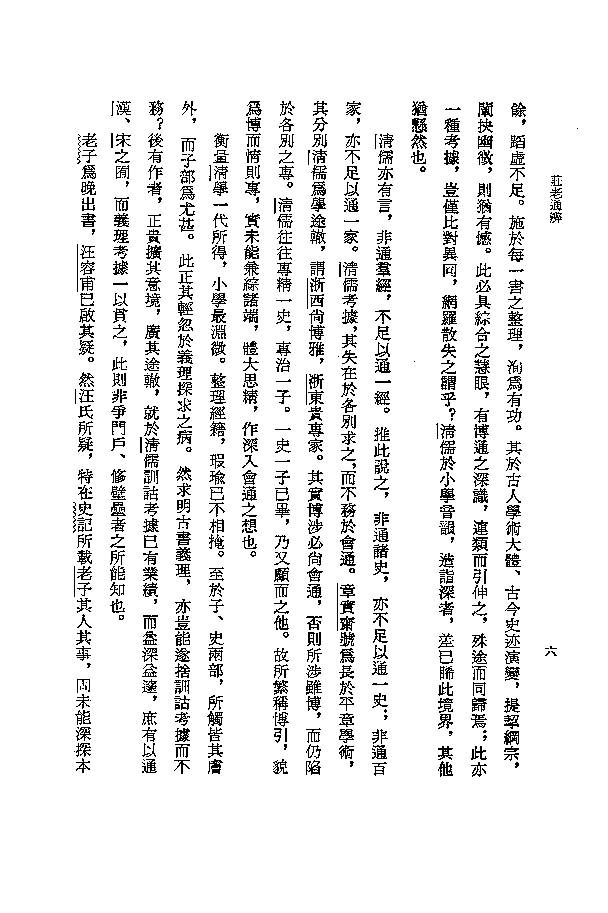 莊老通辨
六
餘，蹈虛不足。施於每一書之整理，洵爲有功。其於古人學術大體、古今史迹演變，提挈綱宗，
闡抉幽微，則猶有憾。此必具綜合之慧眼，有博通之深識，連類而引伸之，殊途而同歸焉；此亦
一種考據，豈僅比對異同，網羅散失之謂乎？清儒於小學音韻，造詣深者，差已睎此境界，其他
猶懸然也。
清儒亦有言，非通羣經，不足以通一經。推此說之，非通諸史，亦不足以通一史；非通百
家，亦不足以通一家。清儒考據，其失在於各別求之，而不務於會通。章實齋號爲長於平章學術，
其分別清儒爲學途轍，謂浙西尙博雅，浙東貴專家。其實博涉必尙會通，否則所涉雖博，而仍陷
於各別之專。清儒往往專精一史，專治一子。一史一子已畢，乃又顧而之他。故所繁稱博引，貌
爲博而情則專，實未能兼綜諸端，體大思精，作深入會通之想也。
衡量清學一代所得，小學最淵微。整理經籍，瑕瑜已不相掩。至於子、史兩部，所觸皆其膚
外，而子部爲尤甚。此正其輕忽於義理探求之病。然求明古書義理，亦豈能遂捨訓詁考據而不
務？後有作者，正貴擴其意境，廣其途轍，就於清儒訓詁考據已有業績，而益深益邃，庶有以通
漢、宋之囿，而義理考據一以貫之，此則非爭門戶、修壁壘者之所能知也。
老子爲晚出書，汪容甫已啟其疑。然汪氏所疑，特在史記所載老子其人其事，固未能深探本